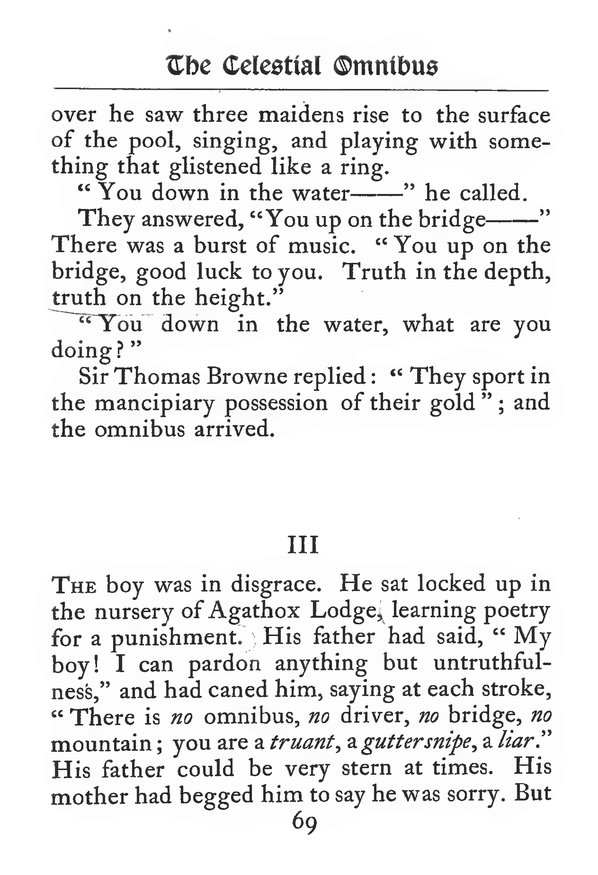 The Celestial Omnibus
over he saw three maidens rise to the surface
of the pool, singing, and playing with some-
thing that glistened like a ring.
“ You down in the water——” he called.
They answered, “You up on the bridge——”
There was a burst of music. “ You up on the
bridge, good luck to you. Truth in the depth,
truth on the height.”
“ You down in the water, what are you
doing? ”
Sir Thomas Browne replied : “ They sport in
the mancipiary possession of their gold ” ; and
the omnibus arrived.
III
THE boy was in disgrace. He sat locked up in
the nursery of Agathox Lodge, learning poetry
for a punishment. His father had said, “ My
boy! I can pardon anything but untruthful-
ness,” and had caned him, saying at each stroke,
“ There is no omnibus, no driver, no bridge, no
mountain ; you are a truant, a guttersnipe, a liar.”
His father could be very stern at times. His
mother had begged him to say he was sorry. But
69